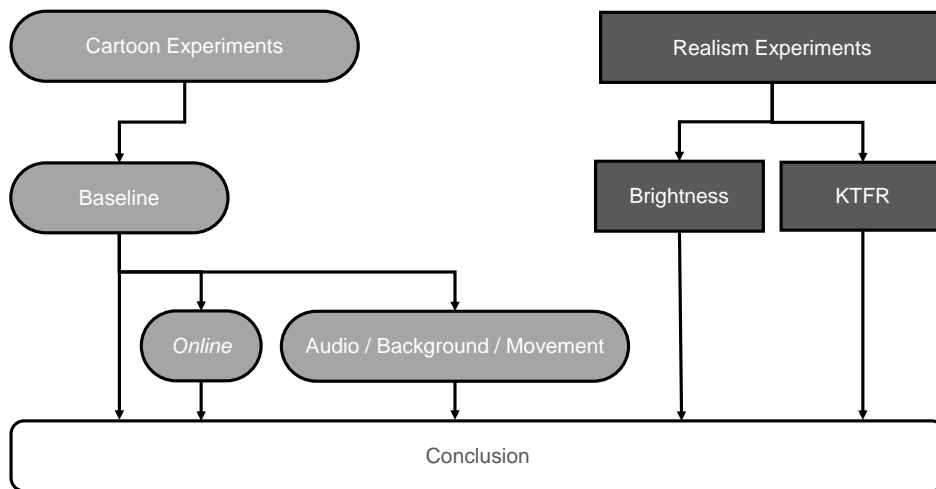 Cartoon Experiments
Realism Experiments
Baseline
Brightness
KTFR
Online
Audio / Background / Movement
Conclusion